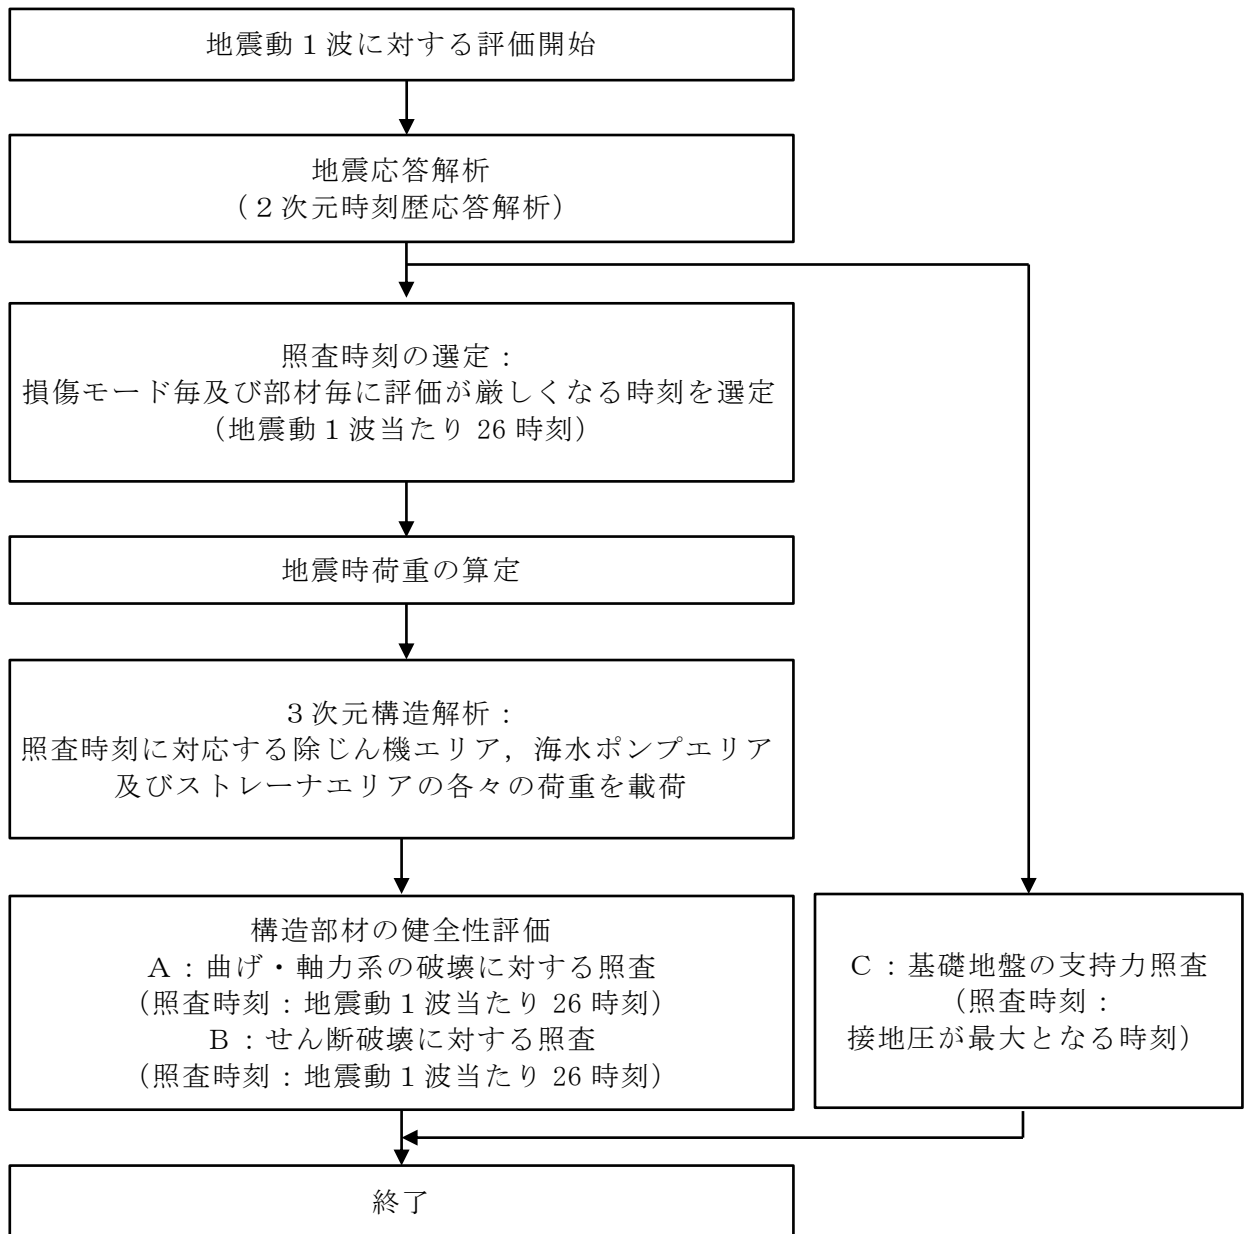 地震動1波に対する評価開始
地震応答解析
（２次元時刻歴応答解析）
照査時刻の選定：
損傷モード毎及び部材毎に評価が厳しくなる時刻を選定
（地震動１波当たり 26 時刻）
地震時荷重の算定
３次元構造解析：
照査時刻に対応する除じん機エリア，海水ポンプエリア
及びストレーナエリアの各々の荷重を載荷
構造部材の健全性評価
Ａ：曲げ・軸力系の破壊に対する照査
（照査時刻：地震動１波当たり 26 時刻）
Ｂ：せん断破壊に対する照査
（照査時刻：地震動１波当たり 26 時刻）
Ｃ：基礎地盤の支持力照査
（照査時刻：
接地圧が最大となる時刻）
終了